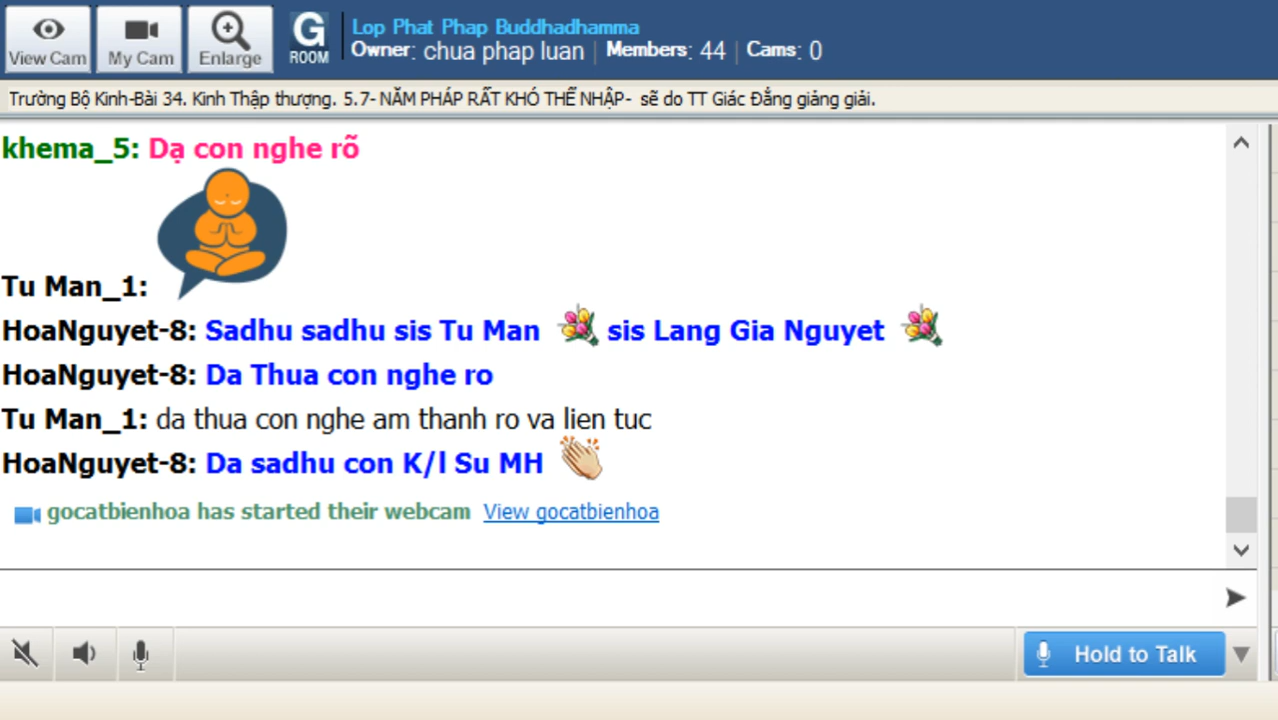 View Cam
My Cam
Enlarge
G
ROOM
Lop Phat Phap Buddhadhamma
Owner: chua phap luan | Members: 44 | Cams: 0
Trường Bộ Kinh-Bài 34. Kinh Thập thượng. 5.7- NĂM PHÁP RẤT KHÓ THỂ NHẬP- sẽ do TT Giác Đẳng giảng giải.
khema_5: Dạ con nghe rõ
Tu Man_1:
HoaNguyet-8: Sadhu sadhu sis Tu Man sis Lang Gia Nguyet
HoaNguyet-8: Da Thua con nghe ro
Tu Man_1: da thua con nghe am thanh ro va lien tuc
HoaNguyet-8: Da sadhu con K/l Su MH
gocatbienhoa has started their webcam View gocatbienhoa
Hold to Talk